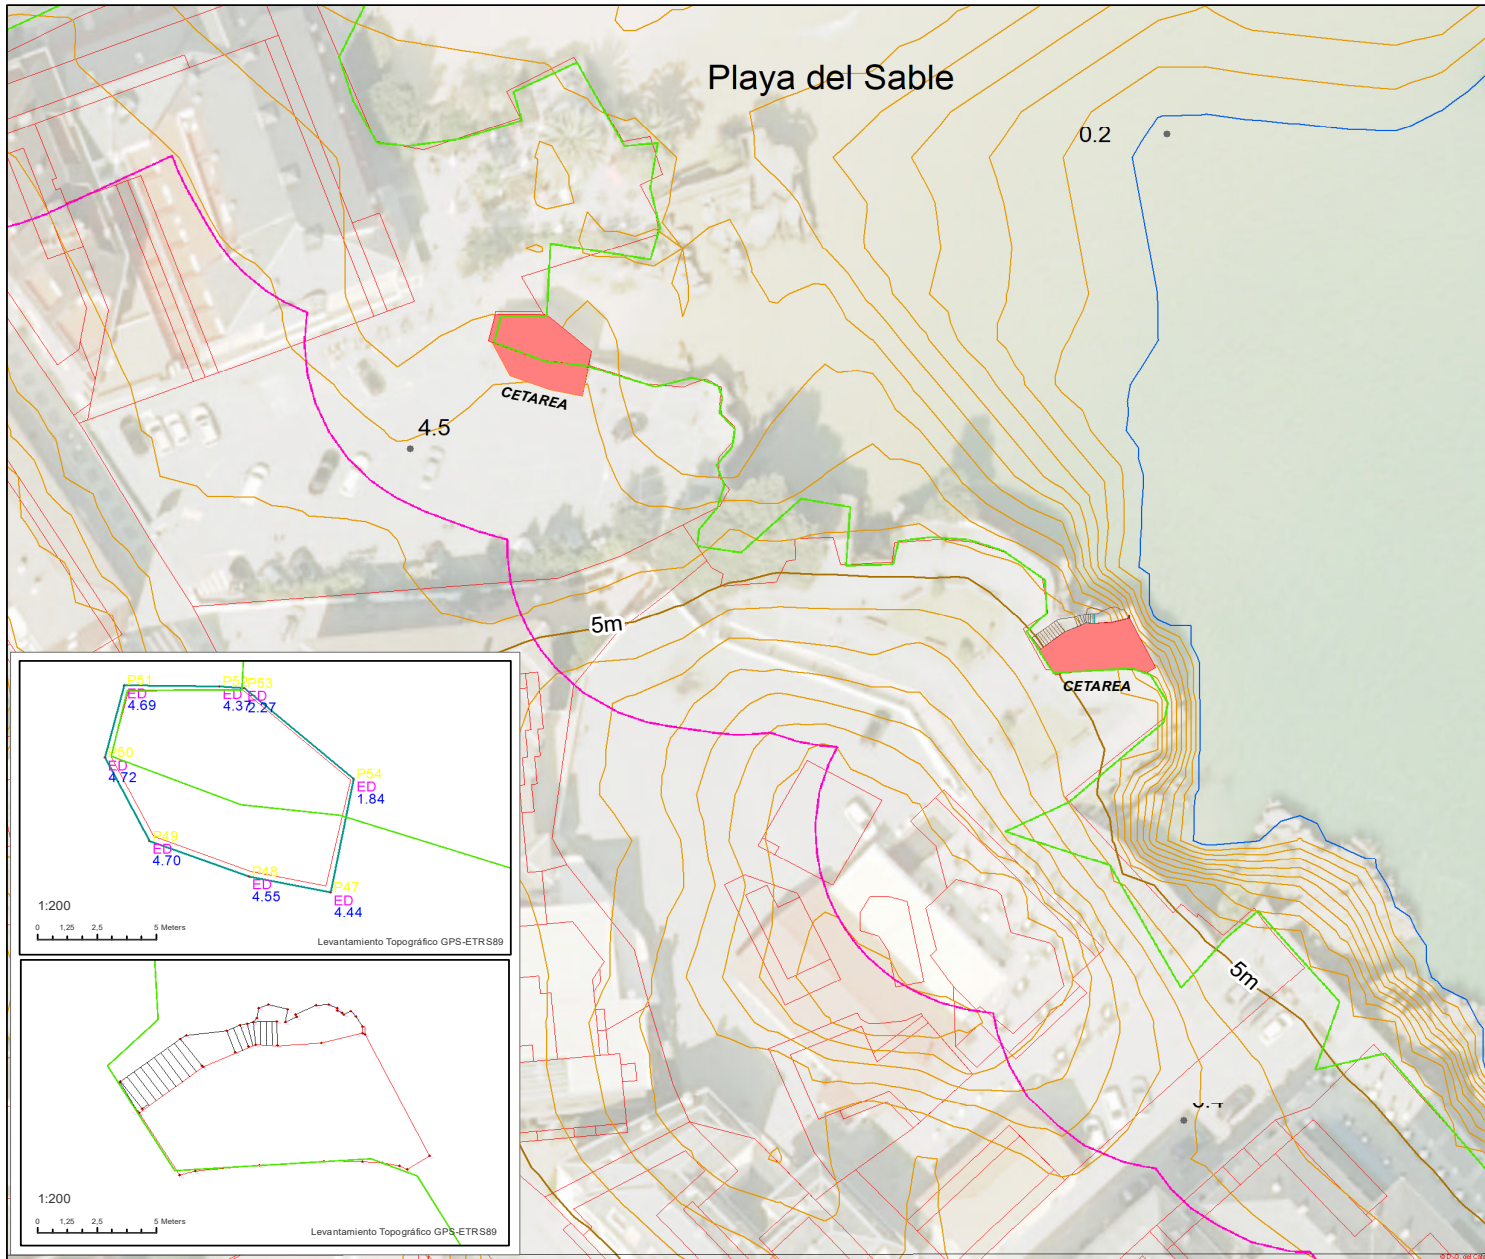 Playa del Sable
0.2
CETAREA
4.5
5m
CETAREA
5m
P51
ED
4.69
P52
ED
4.37
P53
ED
2.27
P50
ED
4.72
P54
ED
1.84
P49
ED
4.70
P48
ED
4.55
P47
ED
4.44
1:200
0 1,25 2,5 5 Meters
Levantamiento Topográfico GPS-ETRS89
1:200
0 1,25 2,5 5 Meters
Levantamiento Topográfico GPS-ETRS89